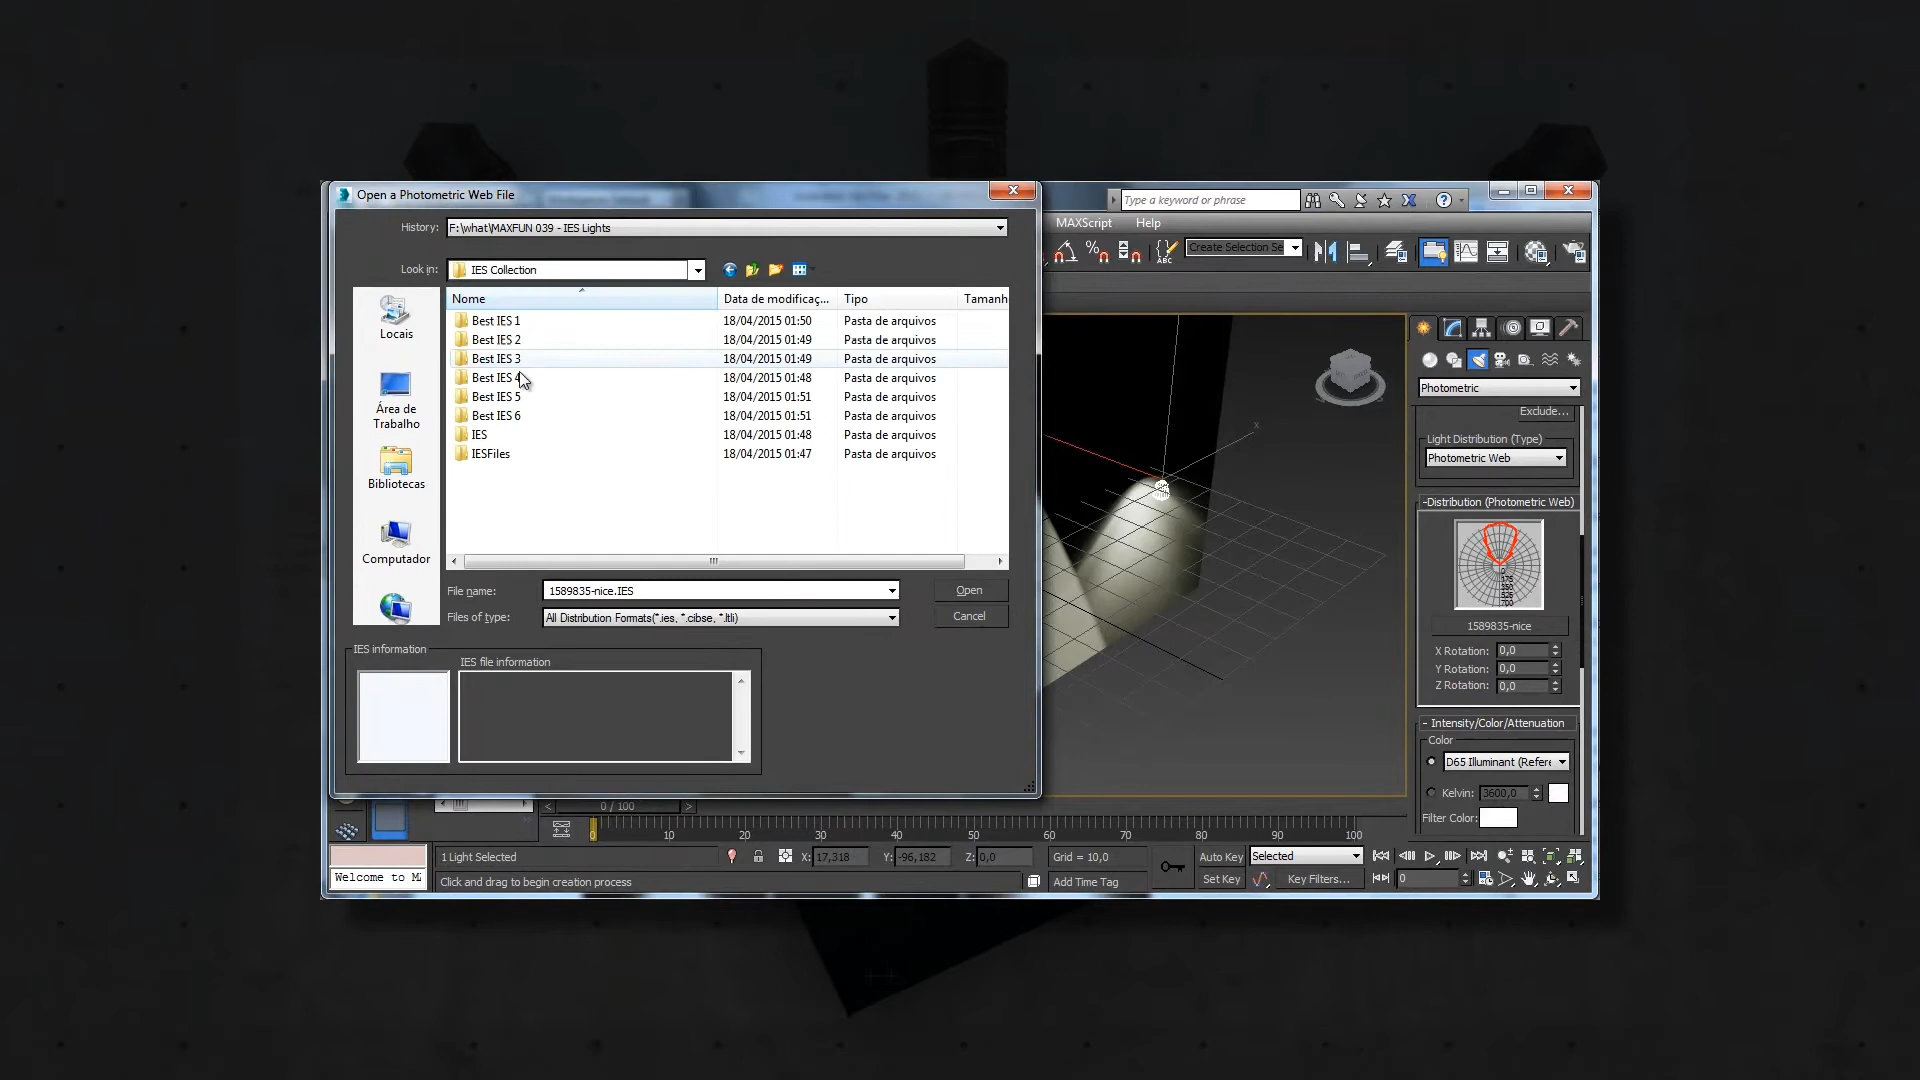 Open a Photometric Web File
History: F:\what\MAXFUN 039 - IES Lights
Look in: IES Collection
Nome Data de modificaç... Tipo Tamanh
Best IES 1 18/04/2015 01:50 Pasta de arquivos
Best IES 2 18/04/2015 01:49 Pasta de arquivos
Best IES 3 18/04/2015 01:49 Pasta de arquivos
Best IES 4 18/04/2015 01:48 Pasta de arquivos
Best IES 5 18/04/2015 01:51 Pasta de arquivos
Best IES 6 18/04/2015 01:51 Pasta de arquivos
IES 18/04/2015 01:48 Pasta de arquivos
IESFiles 18/04/2015 01:47 Pasta de arquivos
Locais
Área de
Trabalho
Bibliotecas
Computador
File name: 1589835-nice.IES Open
Files of type: All Distribution Formats(*.ies, *.cibse, *.ltli) Cancel
IES information
IES file information
Type a keyword or phrase
MAXScript Help
ABC
Create Selection Se
x
Photometric
Exclude...
Light Distribution (Type)
Photometric Web
-Distribution (Photometric Web)
0
175
350
525
700
1589835-nice
X Rotation: 0,0
Y Rotation: 0,0
Z Rotation: 0,0
- Intensity/Color/Attenuation
Color
D65 Illuminant (Refere
Kelvin: 3600,0
Filter Color:
< 0 / 100 >
0 10 20 30 40 50 60 70 80 90 100
1 Light Selected X: 17,318 Y: -96,182 Z: 0,0 Grid = 10,0 Auto Key Selected
Welcome to MA Click and drag to begin creation process Add Time Tag Set Key Key Filters... 0